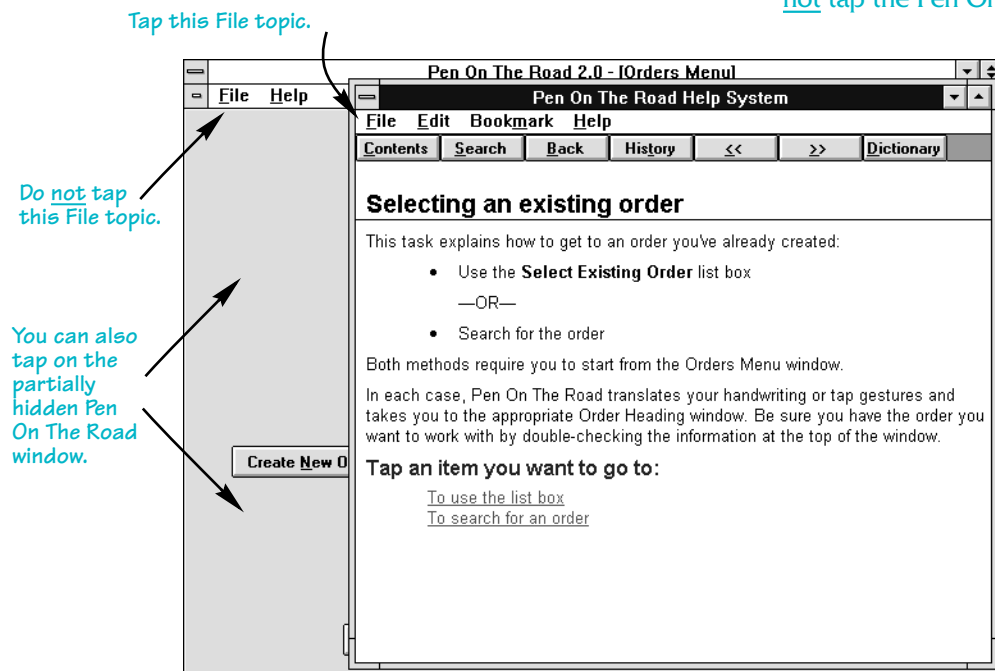 not tap the Pen Or
Tap this File topic.
Pen On The Road 2.0 - [Orders Menu]
File Help
Pen On The Road Help System
File Edit Bookmark Help
Contents Search Back History << >> Dictionary
Do not tap
this File topic.
Selecting an existing order
This task explains how to get to an order you've already created:
• Use the Select Existing Order list box
—OR—
• Search for the order
Both methods require you to start from the Orders Menu window.
In each case, Pen On The Road translates your handwriting or tap gestures and
takes you to the appropriate Order Heading window. Be sure you have the order you
want to work with by double-checking the information at the top of the window.
You can also
tap on the
partially
hidden Pen
On The Road
window.
Create New O
Tap an item you want to go to:
To use the list box
To search for an order